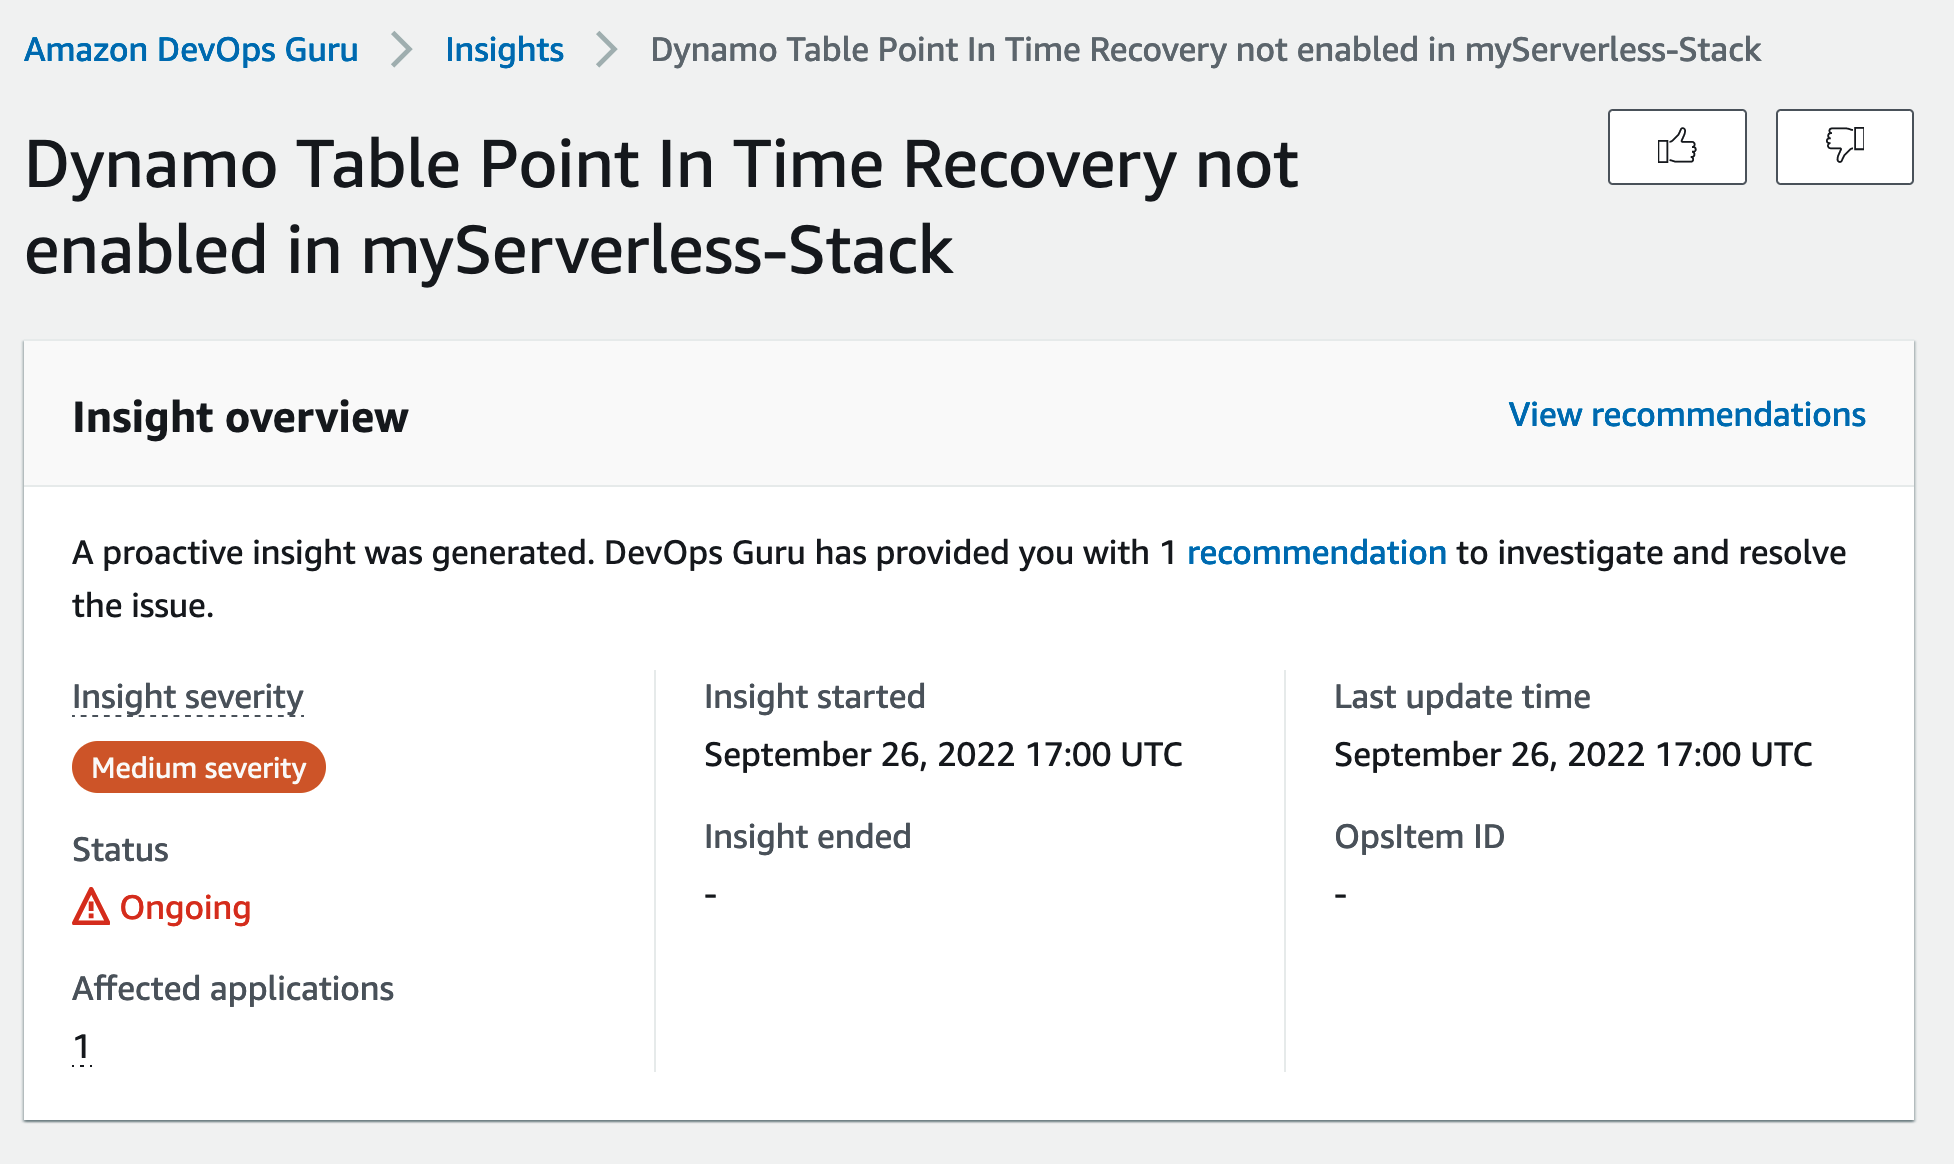 Amazon DevOps Guru > Insights > Dynamo Table Point In Time Recovery not enabled in myServerless-Stack
Dynamo Table Point In Time Recovery not
enabled in myServerless-Stack
Insight overview
View recommendations
A proactive insight was generated. DevOps Guru has provided you with 1 recommendation to investigate and resolve
the issue.
Insight severity
Medium severity
Status
Ongoing
Affected applications
1
Insight started
September 26, 2022 17:00 UTC
Insight ended
-
Last update time
September 26, 2022 17:00 UTC
OpsItem ID
-